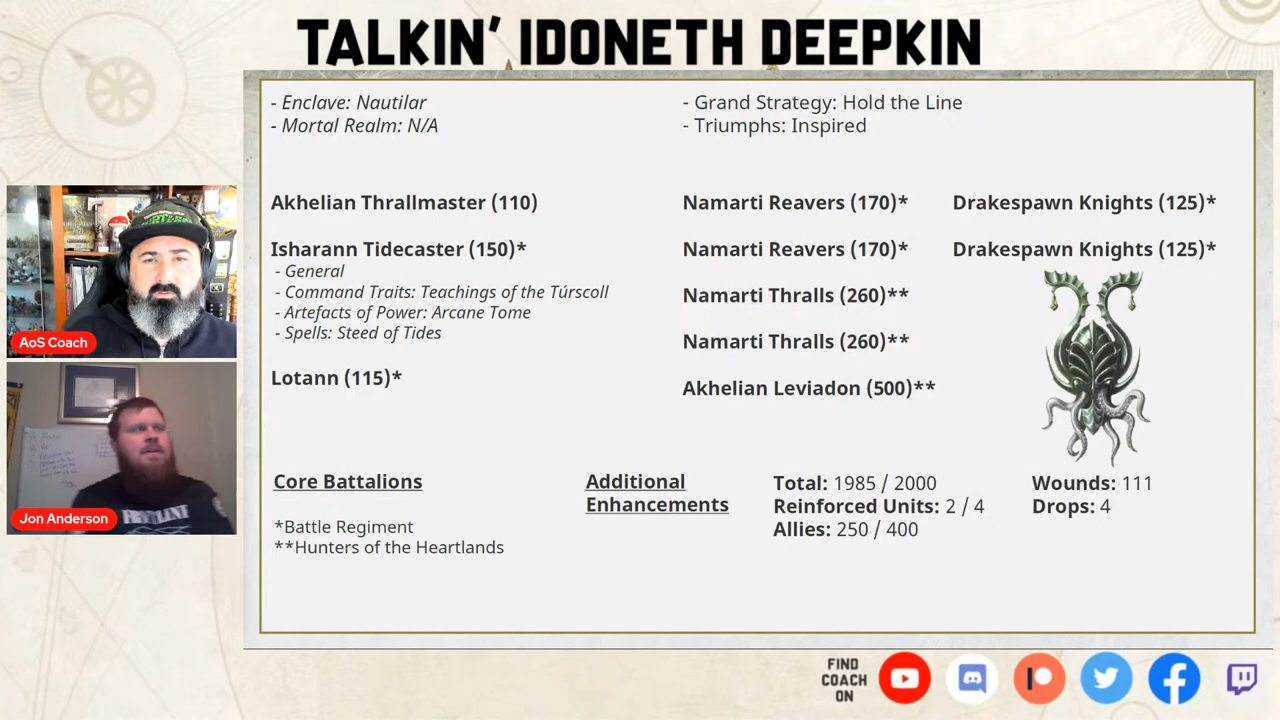 TALKIN' IDONETH DEEPKIN
- Enclave: Nautilar
- Mortal Realm: N/A
- Grand Strategy: Hold the Line
- Triumphs: Inspired
Akhelian Thrallmaster (110)
Isharann Tidecaster (150)*
- General
- Command Traits: Teachings of the Túrscoll
- Artefacts of Power: Arcane Tome
- Spells: Steed of Tides
Lotann (115)*
Namarti Reavers (170)*
Namarti Reavers (170)*
Namarti Thralls (260)**
Namarti Thralls (260)**
Akhelian Leviadon (500)**
Drakespawn Knights (125)*
Drakespawn Knights (125)*
AoS Coach
Jon Anderson
Core Battalions
*Battle Regiment
**Hunters of the Heartlands
Additional
Enhancements
Total: 1985 / 2000
Reinforced Units: 2 / 4
Allies: 250 / 400
Wounds: 111
Drops: 4
FIND
COACH
ON